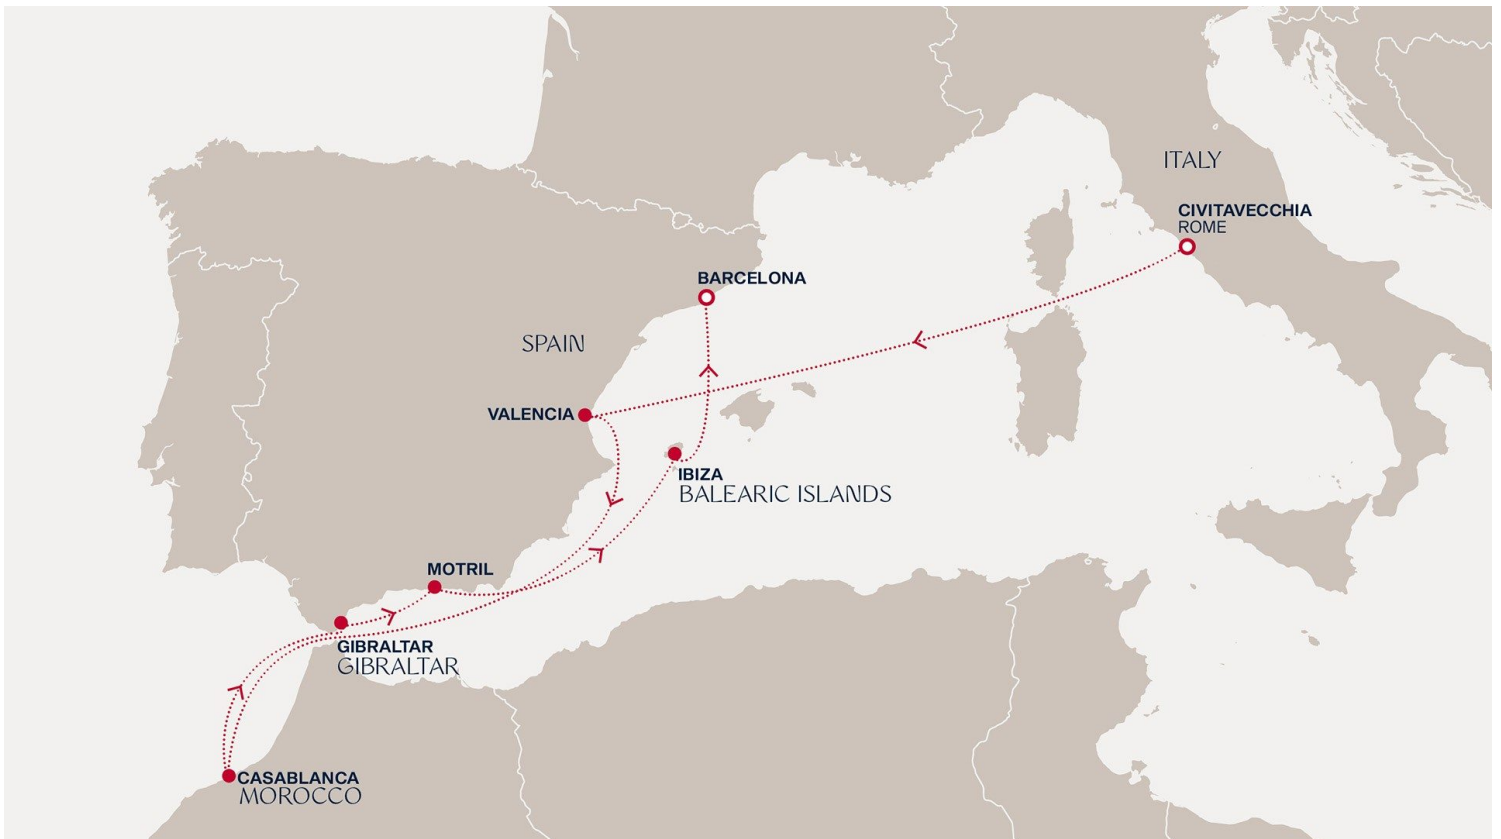 ITALY
CIVITAVECCHIA
ROME
BARCELONA
SPAIN
VALENCIA
IBIZA
BALEARIC ISLANDS
MOTRIL
GIBRALTAR
GIBRALTAR
CASABLANCA
MOROCCO